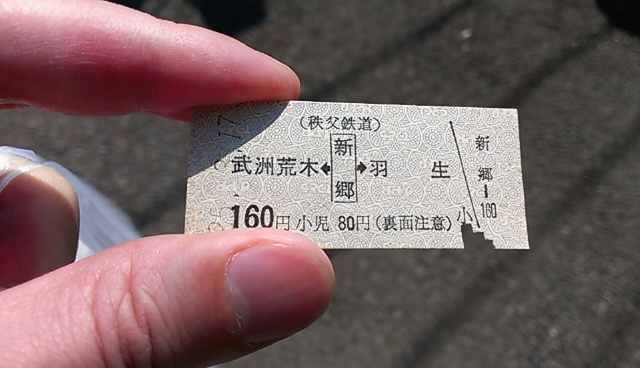 (秩父鉄道)
武洲荒木⬅新郷➡羽生
160円 小児 80円(裏面注意)
小
新郷
160